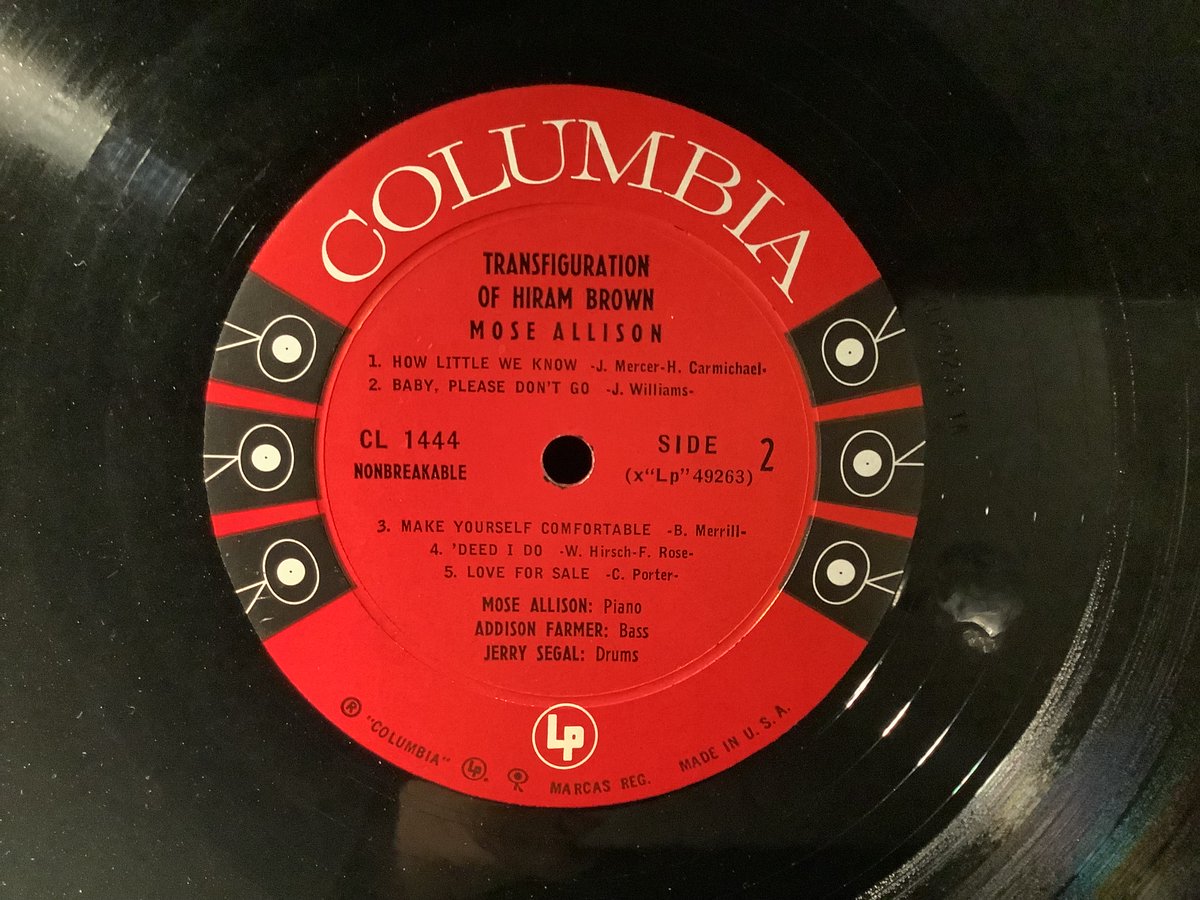 COLUMBIA
TRANSFIGURATION
OF HIRAM BROWN
MOSE ALLISON
1. HOW LITTLE WE KNOW -J. Mercer-H. Carmichael-
2. BABY, PLEASE DON'T GO -J. Williams-
CL 1444
NONBREAKABLE
SIDE 2
(x"Lp" 49263)
3. MAKE YOURSELF COMFORTABLE -B. Merrill-
4. 'DEED I DO -W. Hirsch-F. Rose-
5. LOVE FOR SALE -C. Porter-
MOSE ALLISON: Piano
ADDISON FARMER: Bass
JERRY SEGAL: Drums
Lp
® "COLUMBIA" Lp. MARCAS REG. MADE IN U. S. A.